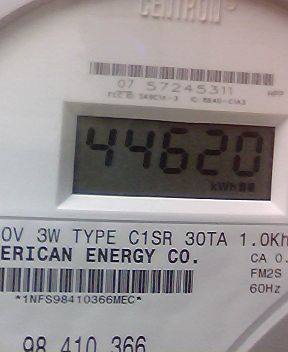 CENTRON
07 57245311
44620
kWh
0V 3W TYPE C1SR 30TA 1.0Kh
ERICAN ENERGY CO.
CA 0.
FM2S
60Hz
*1NFS98410366MEC*
98 410 366